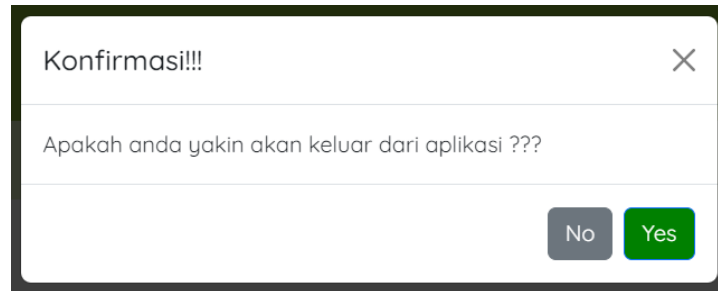 Konfirmasi!!!
Apakah anda yakin akan keluar dari aplikasi ???
No
Yes